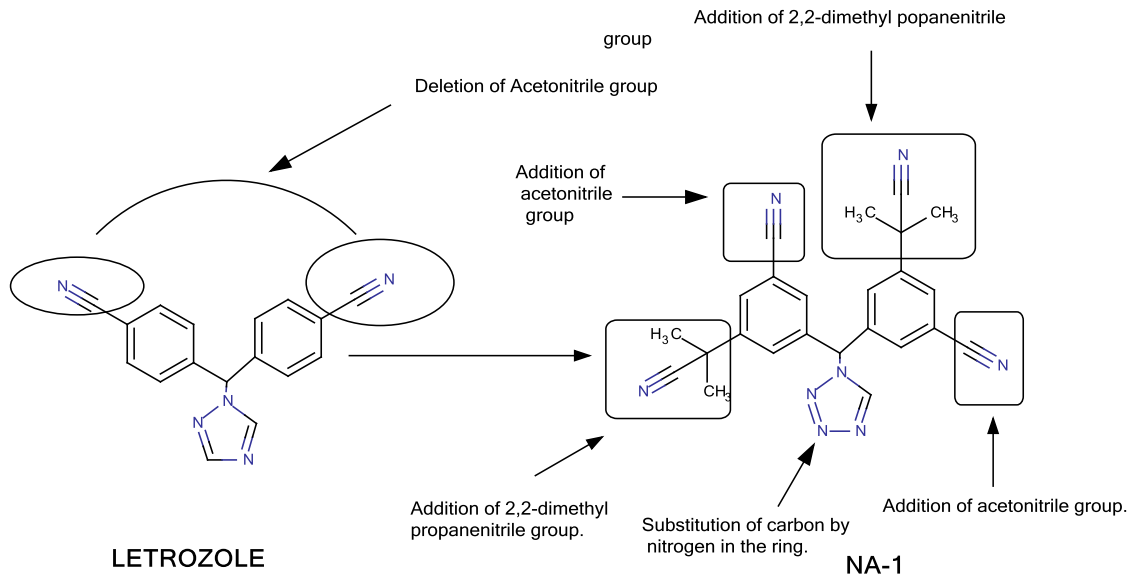 Addition of 2,2-dimethyl popanenitrile
group
Deletion of Acetonitrile group
Addition of
acetonitrile
group
N
N
H3C
CH3
N
N
H3C
N
CH3
N
N
N
N
N
N
N
N
N
Addition of 2,2-dimethyl
propanenitrile group.
Substitution of carbon by
nitrogen in the ring.
Addition of acetonitrile group.
LETROZOLE
NA-1